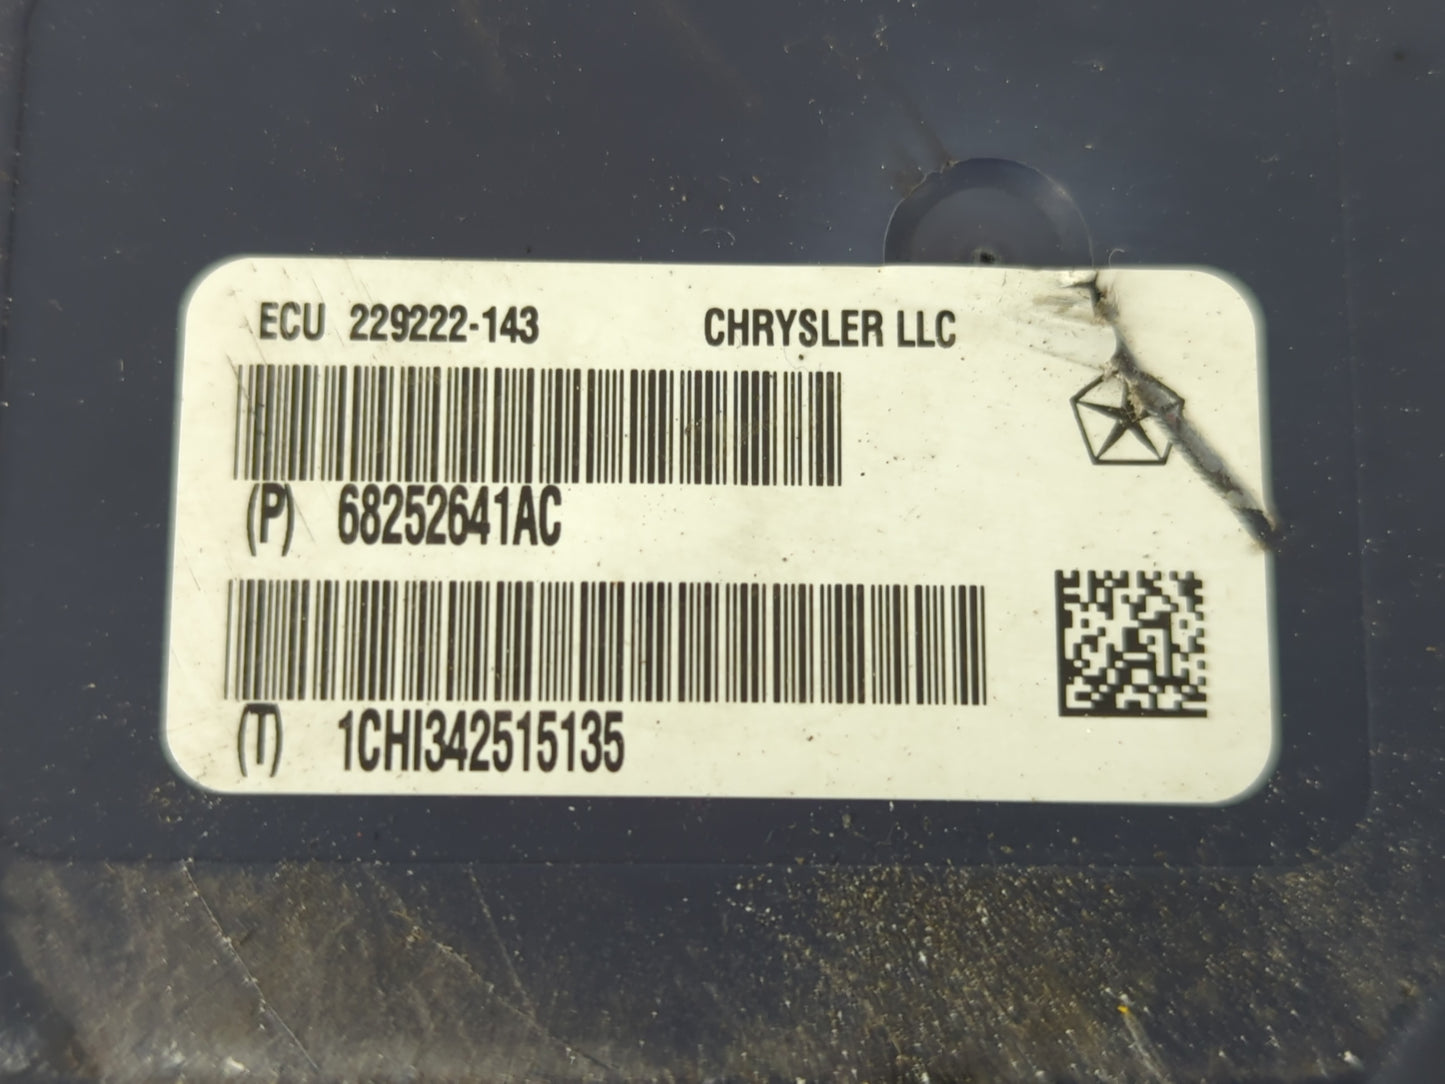 ECU 229222-143 CHRYSLER LLC
(P) 68252641AC
(T) 1CHI342515135